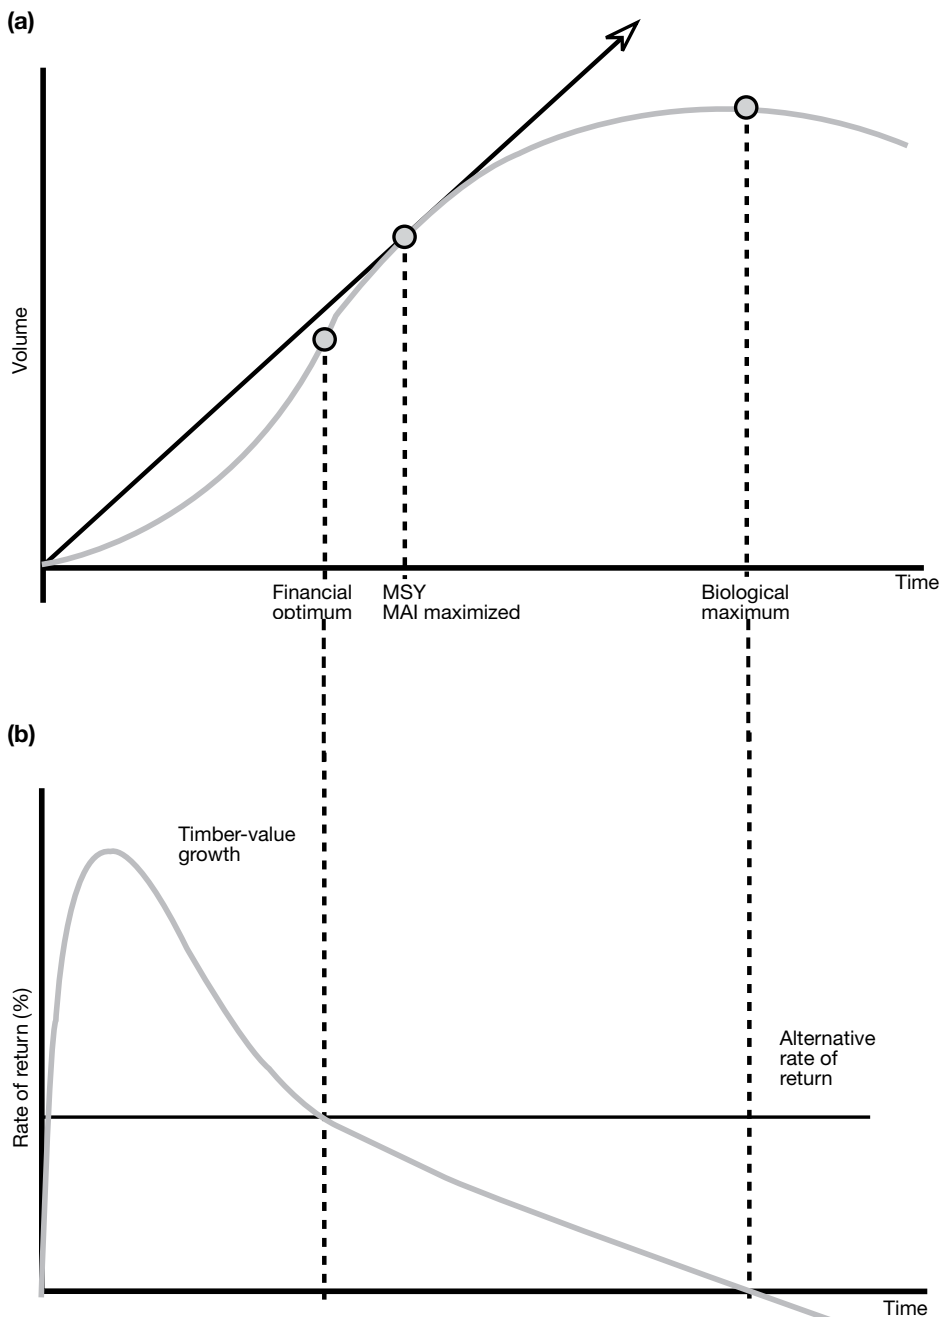 (a)
Volume
Time
Financial
optimum
MSY
MAI maximized
Biological
maximum
(b)
Timber-value
growth
Rate of return (%)
Alternative
rate of
return
Time